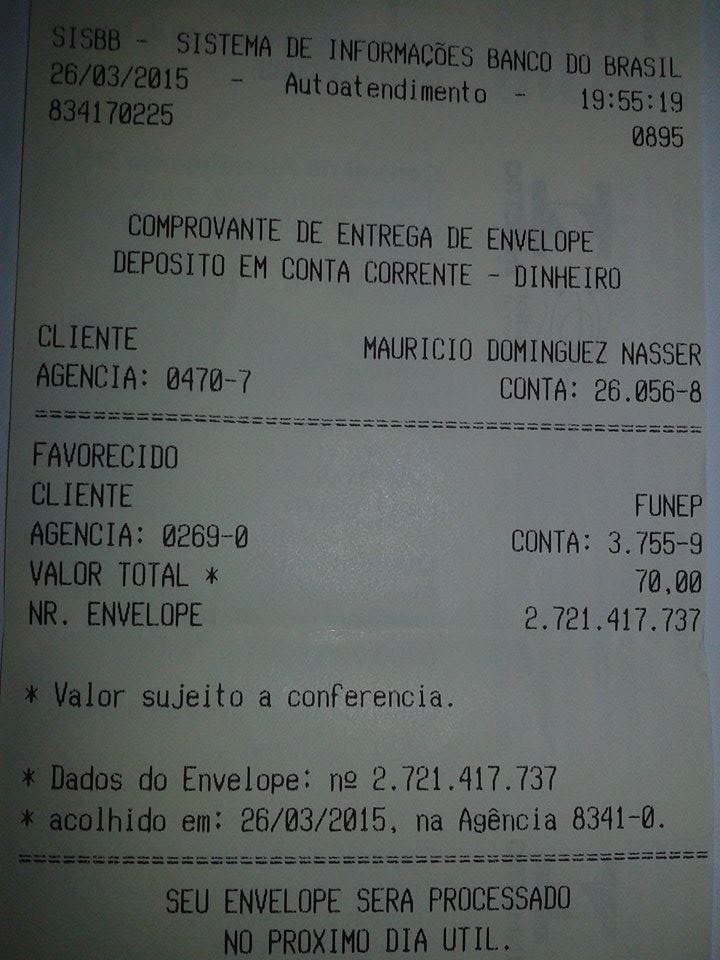 SISBB - SISTEMA DE INFORMAÇÕES BANCO DO BRASIL
26/03/2015 - Autoatendimento - 19:55:19
834170225 0895
COMPROVANTE DE ENTREGA DE ENVELOPE
DEPOSITO EM CONTA CORRENTE - DINHEIRO
CLIENTE MAURICIO DOMINGUEZ NASSER
AGENCIA: 0470-7 CONTA: 26.056-8
FAVORECIDO
CLIENTE FUNEP
AGENCIA: 0269-0 CONTA: 3.755-9
VALOR TOTAL * 70,00
NR. ENVELOPE 2.721.417.737
* Valor sujeito a conferencia.
* Dados do Envelope: nº 2.721.417.737
* acolhido em: 26/03/2015, na Agência 8341-0.
SEU ENVELOPE SERA PROCESSADO
NO PROXIMO DIA UTIL.